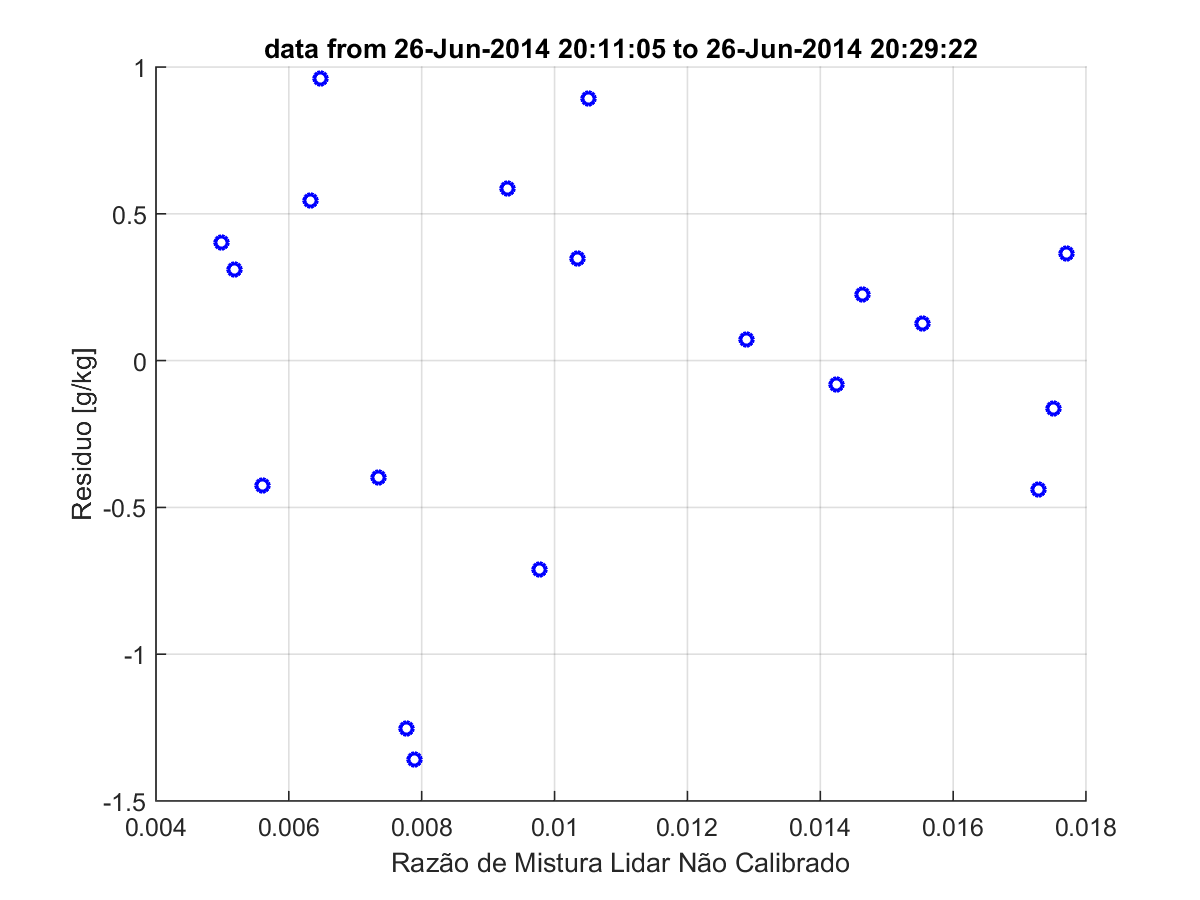 data from 26-Jun-2014 20:11:05 to 26-Jun-2014 20:29:22
1
0.5
0
-0.5
-1
-1.5
Residuo [g/kg]
0.004 0.006 0.008 0.01 0.012 0.014 0.016 0.018
Razão de Mistura Lidar Não Calibrado